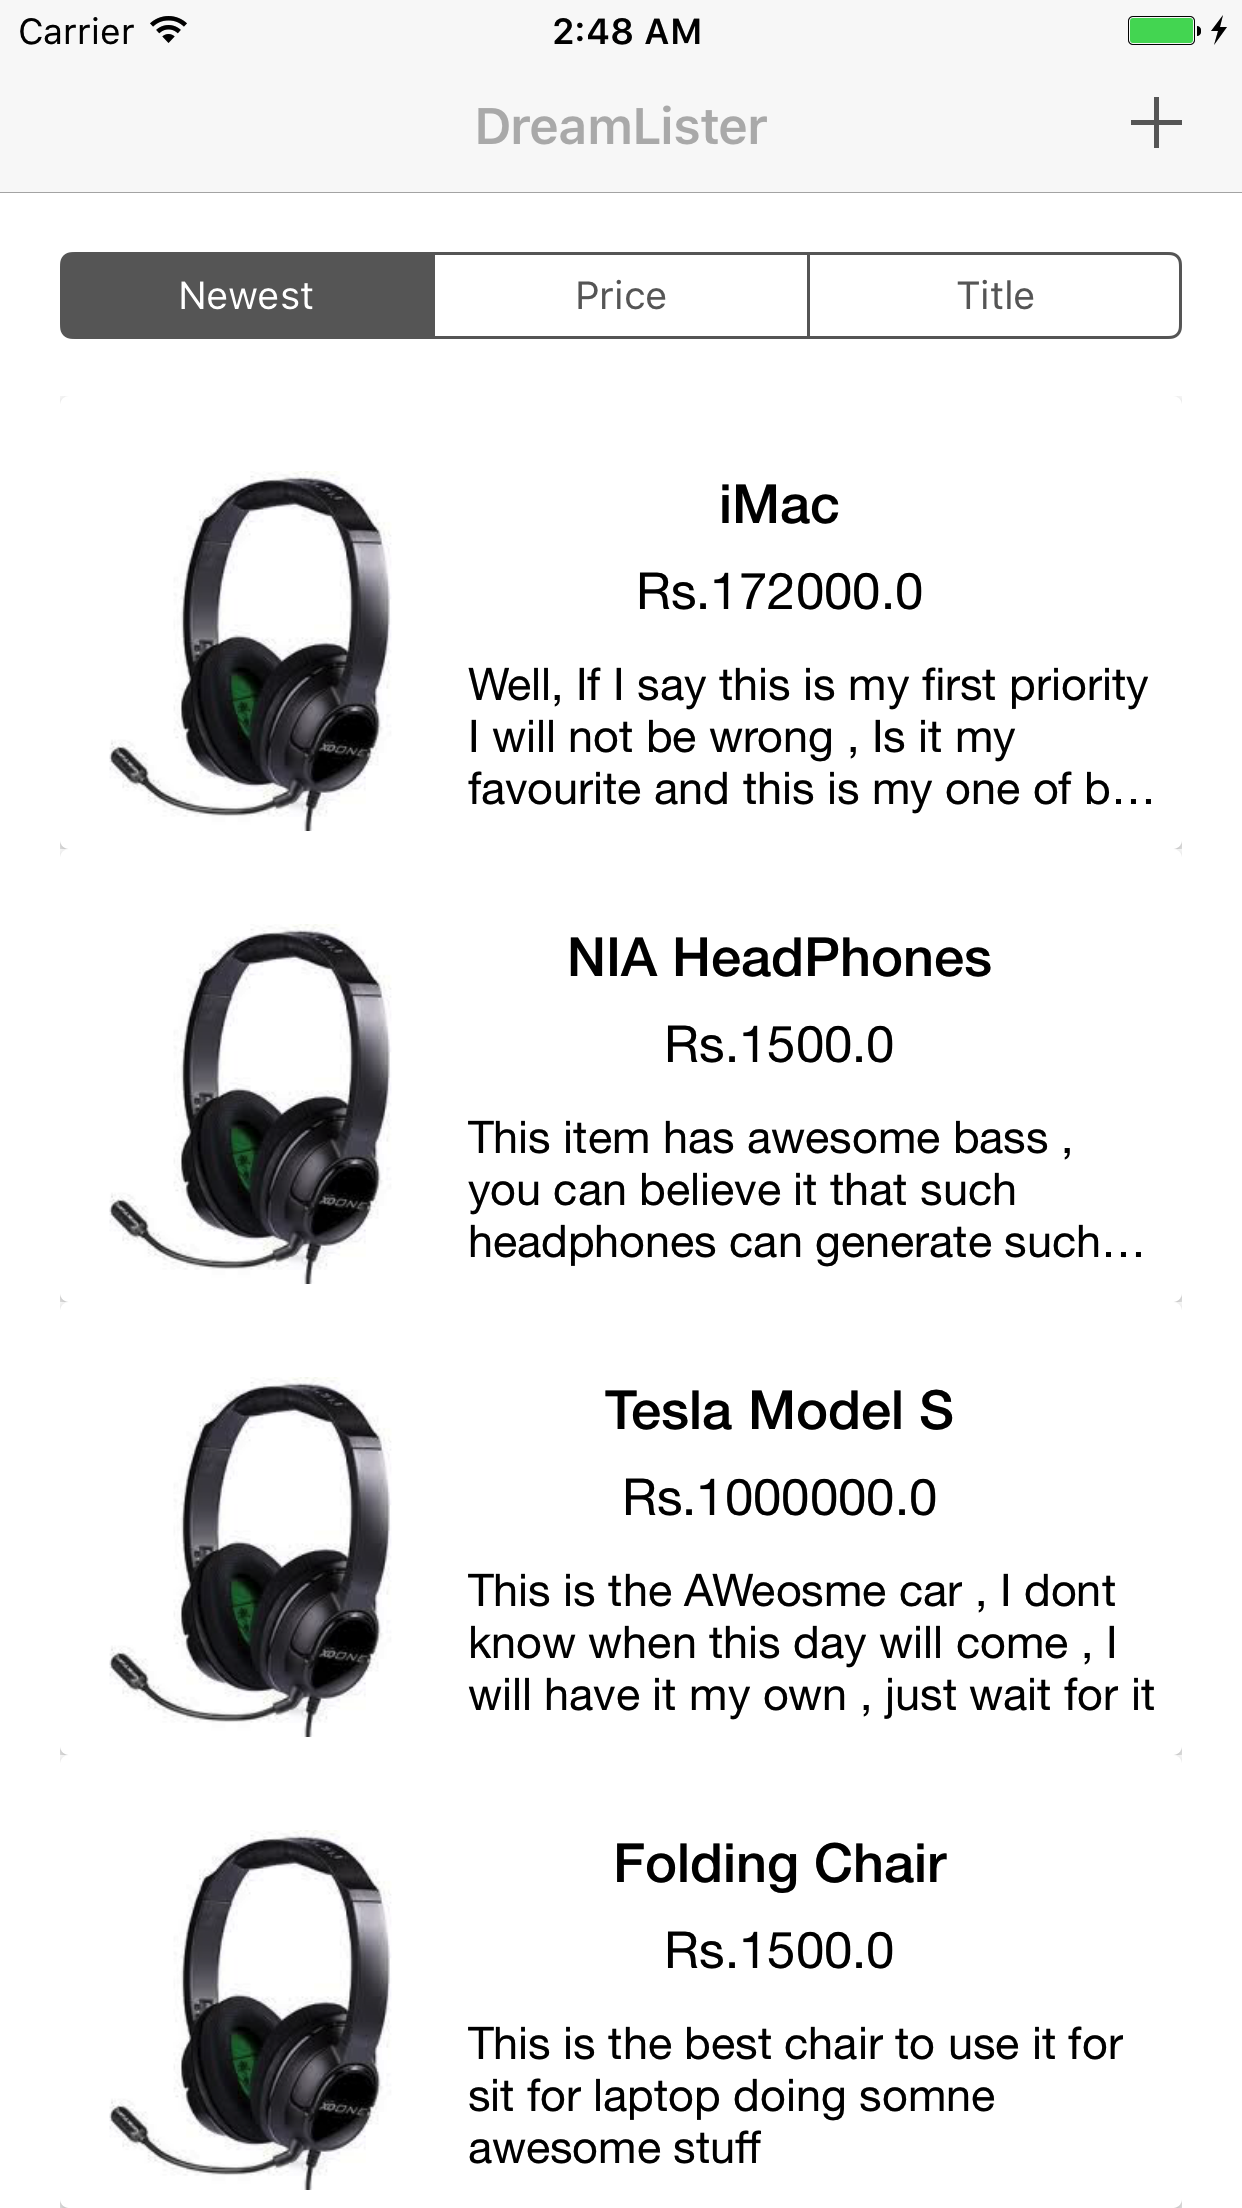 Carrier
2:48 AM
DreamLister
Newest
Price
Title
iMac
Rs.172000.0
Well, If I say this is my first priority
I will not be wrong , Is it my
favourite and this is my one of b...
NIA HeadPhones
Rs.1500.0
This item has awesome bass ,
you can believe it that such
headphones can generate such...
Tesla Model S
Rs.1000000.0
This is the AWeosme car , I dont
know when this day will come , I
will have it my own , just wait for it
Folding Chair
Rs.1500.0
This is the best chair to use it for
sit for laptop doing somne
awesome stuff